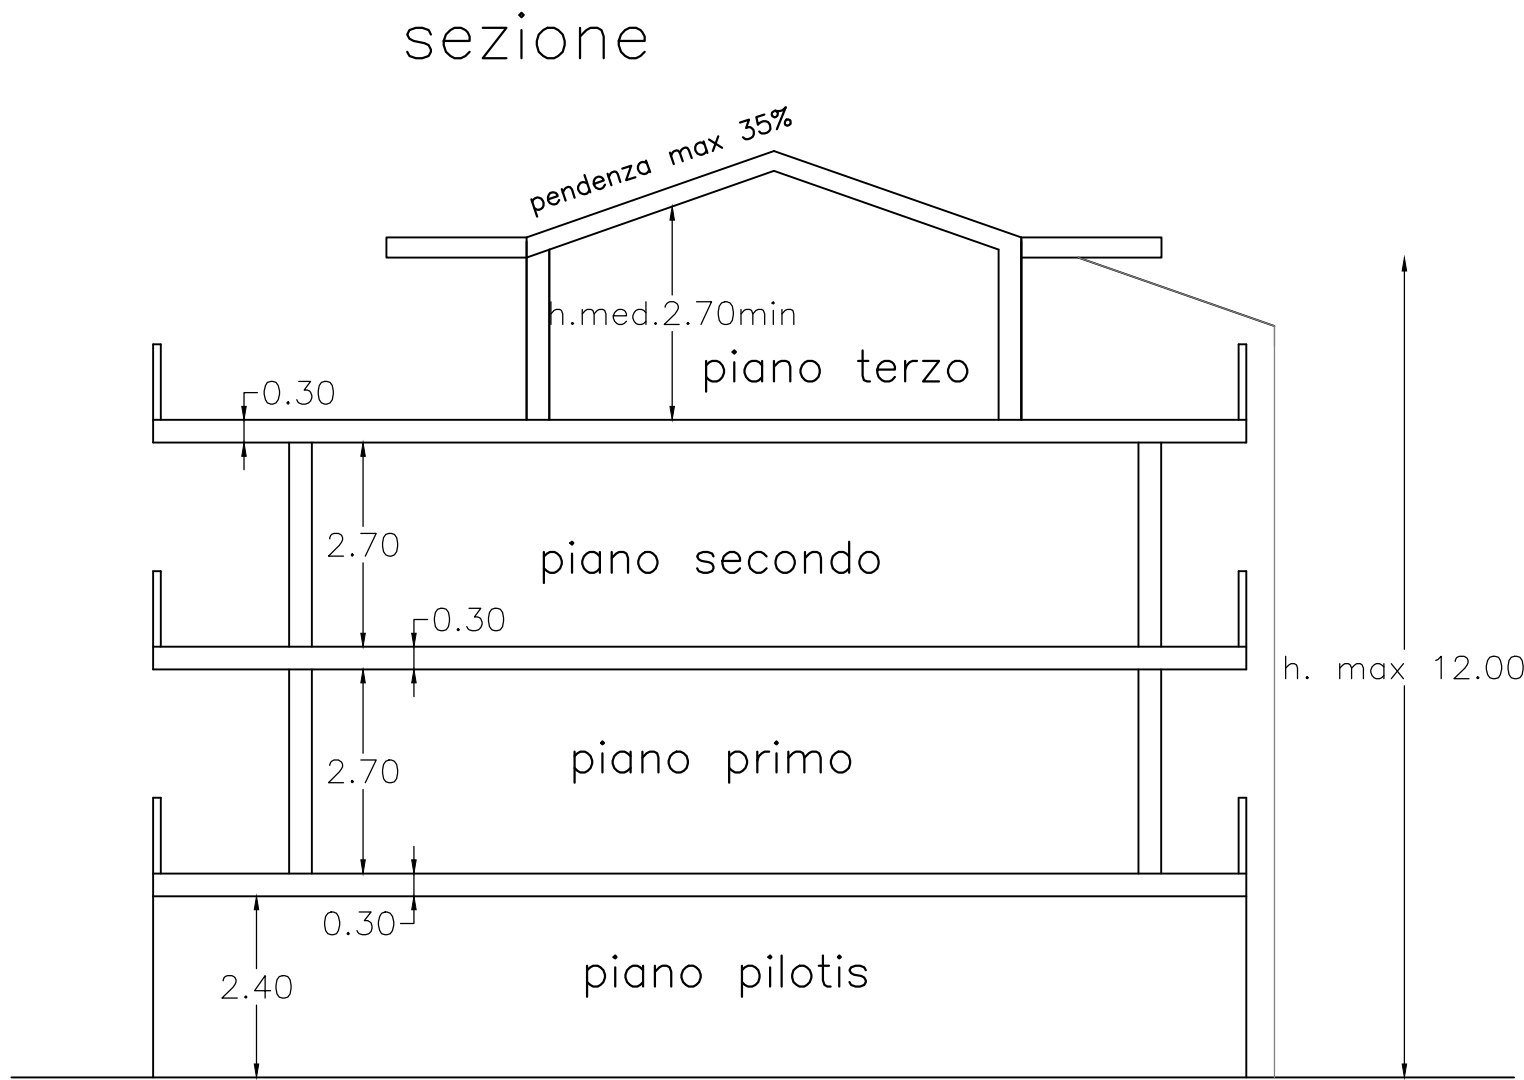 sezione
pendenza max 35%
h.med.2.70min
piano terzo
0.30
2.70
piano secondo
0.30
h. max 12.00
2.70
piano primo
0.30
2.40
piano pilotis